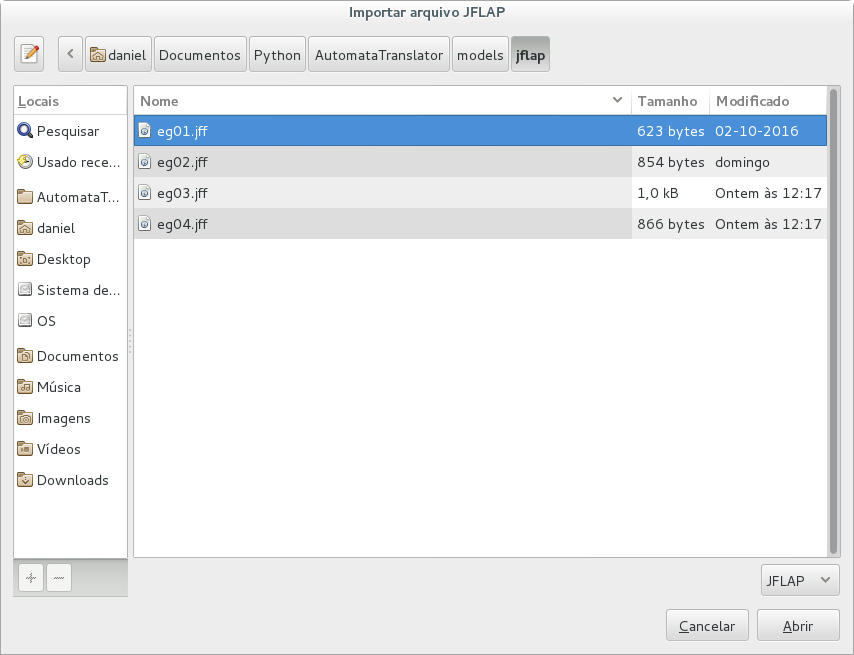 Importar arquivo JFLAP
daniel Documentos Python AutomataTranslator models jflap
Locais
Pesquisar
Usado rece...
AutomataT...
daniel
Desktop
Sistema de...
OS
Documentos
Música
Imagens
Vídeos
Downloads
Nome Tamanho Modificado
eg01.jff 623 bytes 02-10-2016
eg02.jff 854 bytes domingo
eg03.jff 1,0 kB Ontem às 12:17
eg04.jff 866 bytes Ontem às 12:17
JFLAP
Cancelar Abrir